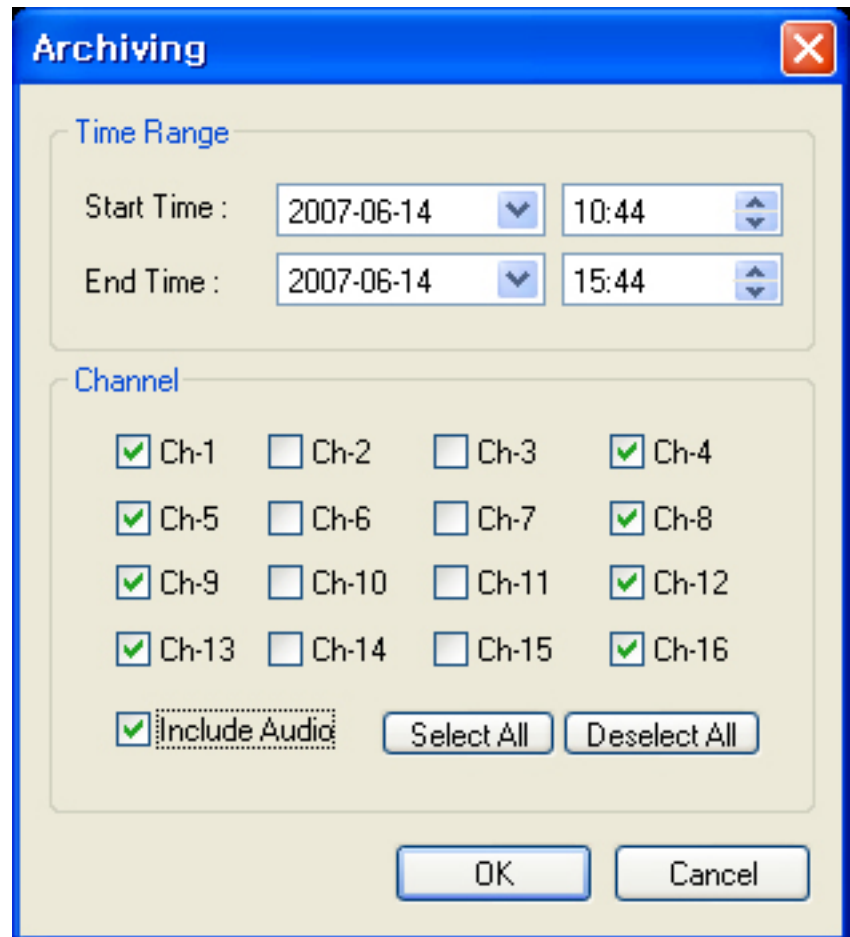 Archiving
Time Range
Start Time : 2007-06-14 10:44
End Time : 2007-06-14 15:44
Channel
Ch-1 Ch-2 Ch-3 Ch-4
Ch-5 Ch-6 Ch-7 Ch-8
Ch-9 Ch-10 Ch-11 Ch-12
Ch-13 Ch-14 Ch-15 Ch-16
Include Audio Select All Deselect All
OK Cancel